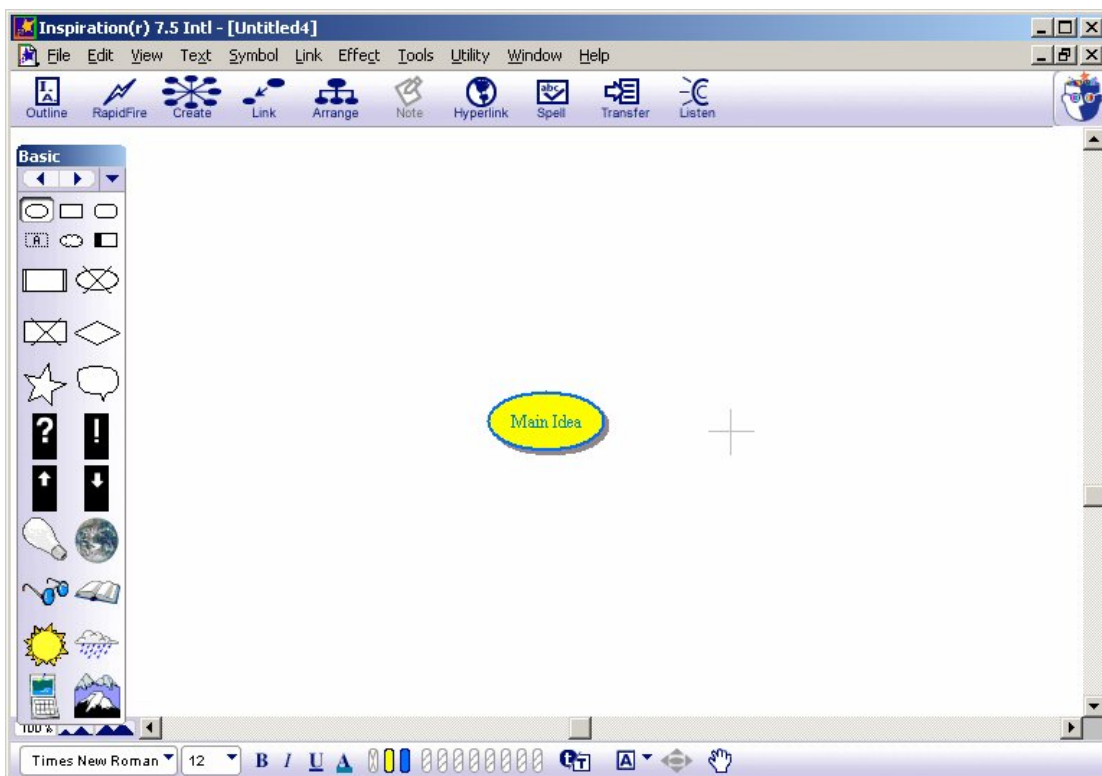 Inspiration(r) 7.5 Intl - [Untitled4]
File Edit View Text Symbol Link Effect Tools Utility Window Help
Outline RapidFire Create Link Arrange Note Hyperlink Spell Transfer Listen
Basic
Main Idea
100 %
Times New Roman 12 B I U A A